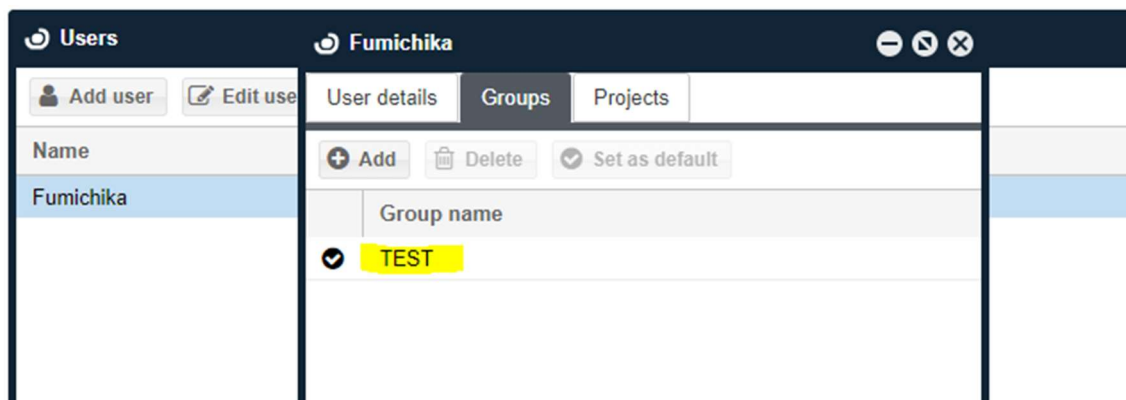 Users
Add user Edit use
Name
Fumichika
Fumichika
User details Groups Projects
Add Delete Set as default
Group name
TEST